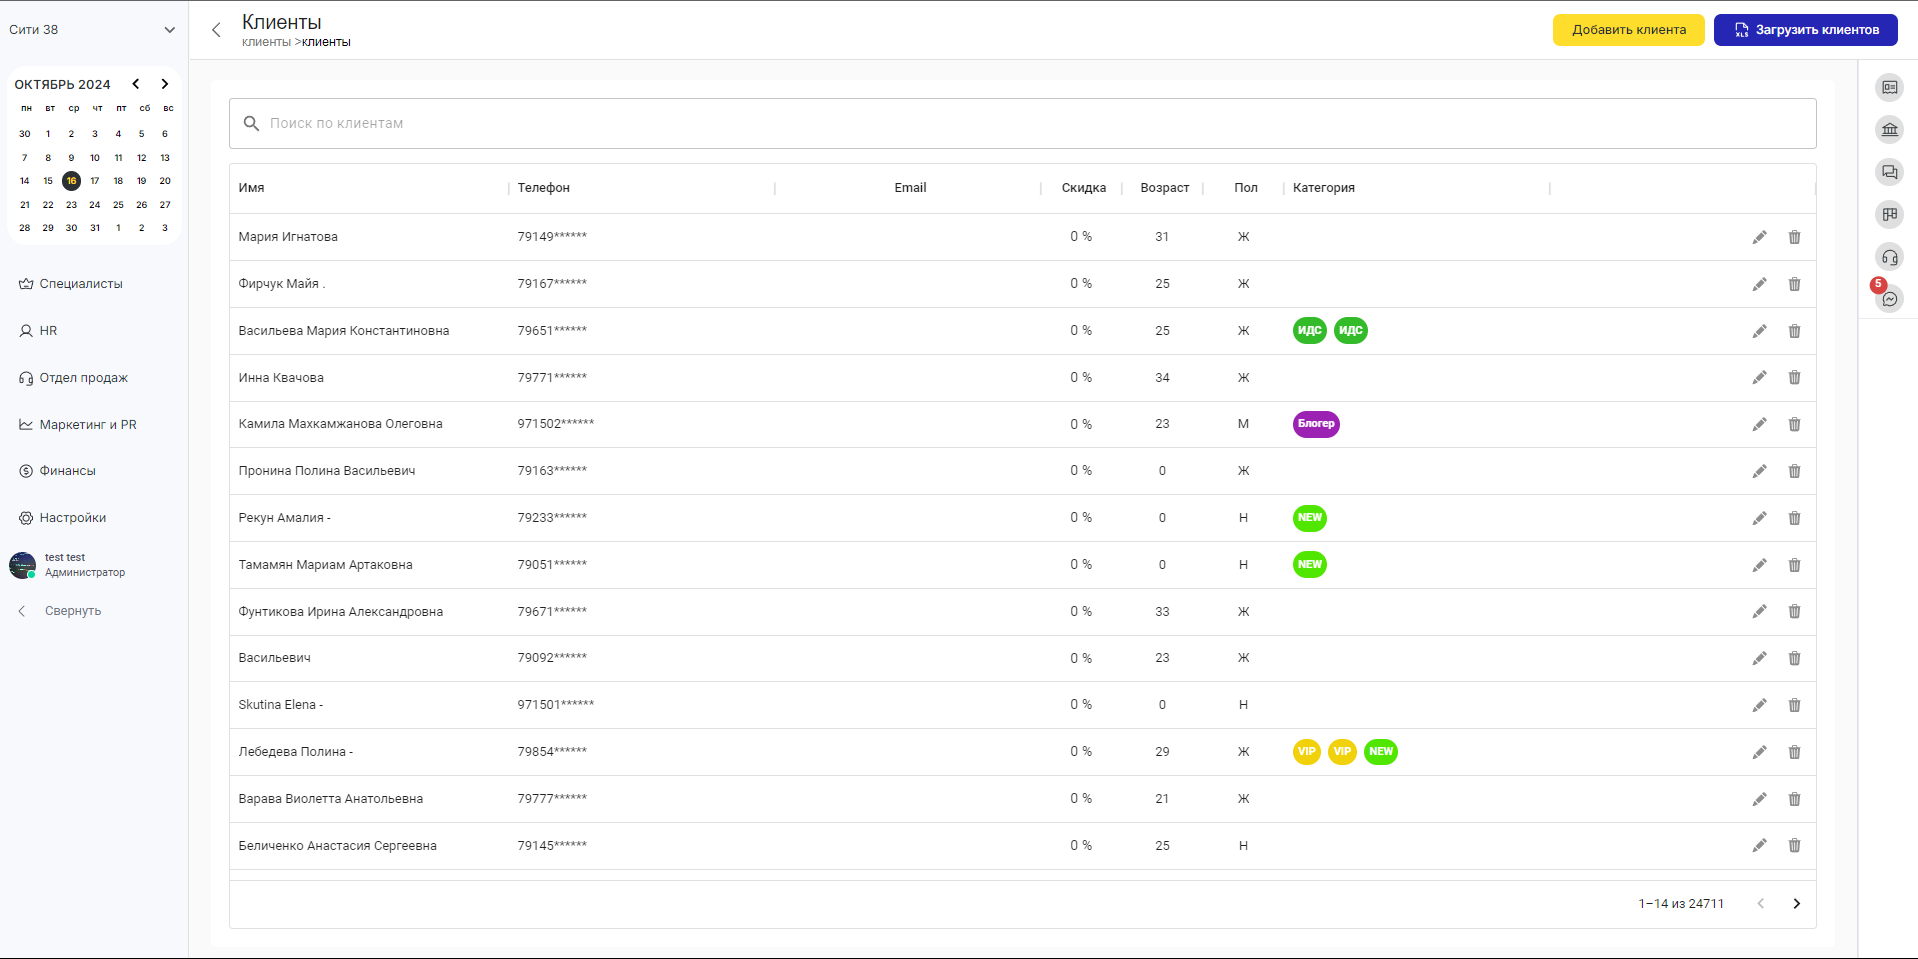 Сити 38
ОКТЯБРЬ 2024
пн вт ср чт пт сб вс
30 1 2 3 4 5 6
7 8 9 10 11 12 13
14 15 16 17 18 19 20
21 22 23 24 25 26 27
28 29 30 31 1 2 3
Специалисты
HR
Отдел продаж
Маркетинг и PR
Финансы
Настройки
test test
Администратор
Свернуть
Клиенты
клиенты >клиенты
Добавить клиента
XLS Загрузить клиентов
Поиск по клиентам
Имя Телефон Email Скидка Возраст Пол Категория
Мария Игнатова 79149****** 0 % 31 Ж
Фирчук Майя . 79167****** 0 % 25 Ж
Васильева Мария Константиновна 79651****** 0 % 25 Ж ИДС ИДС
Инна Квачова 79771****** 0 % 34 Ж
Камила Махкамжанова Олеговна 971502****** 0 % 23 М Блогер
Пронина Полина Васильевич 79163****** 0 % 0 Ж
Рекун Амалия - 79233****** 0 % 0 Н NEW
Тамамян Мариам Артаковна 79051****** 0 % 0 Н NEW
Фунтикова Ирина Александровна 79671****** 0 % 33 Ж
Васильевич 79092****** 0 % 23 Ж
Skutina Elena - 971501****** 0 % 0 Н
Лебедева Полина - 79854****** 0 % 29 Ж VIP VIP NEW
Варава Виолетта Анатольевна 79777****** 0 % 21 Ж
Беличенко Анастасия Сергеевна 79145****** 0 % 25 Н
1–14 из 24711
5